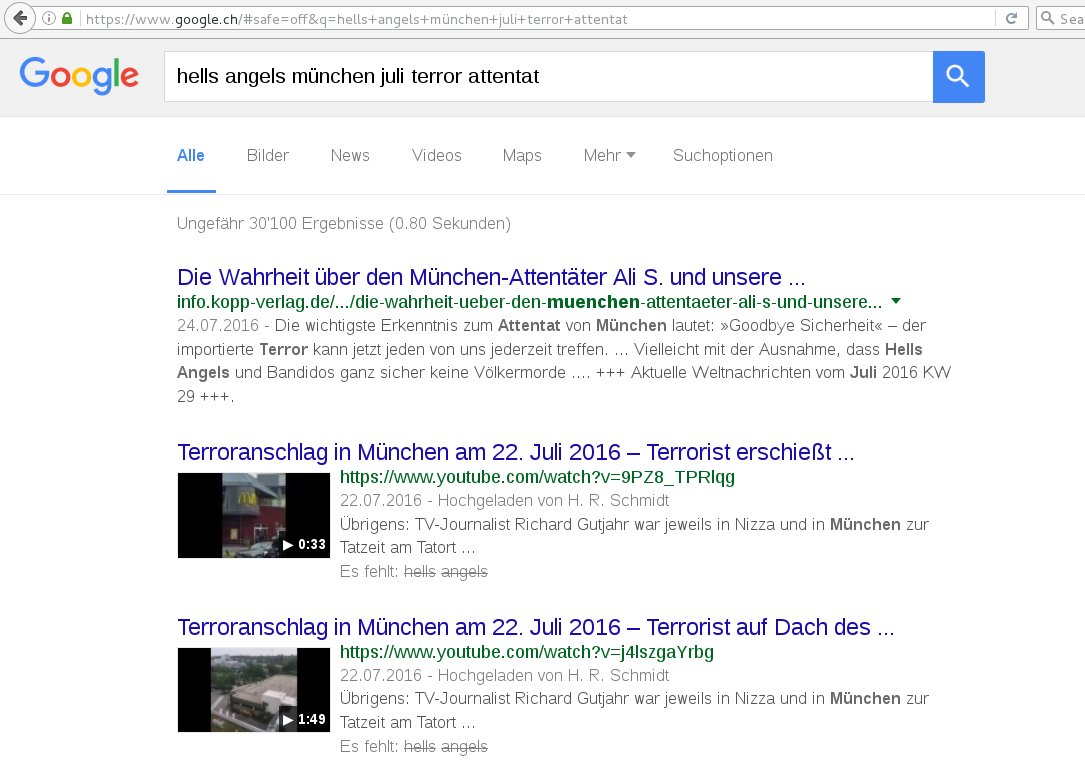 https://www.google.ch/#safe=off&q=hells+angels+münchen+juli+terror+attentat
Sea
Google
hells angels münchen juli terror attentat
Alle Bilder News Videos Maps Mehr Suchoptionen
Ungefähr 30'100 Ergebnisse (0.80 Sekunden)
Die Wahrheit über den München-Attentäter Ali S. und unsere ...
info.kopp-verlag.de/.../die-wahrheit-ueber-den-muenchen-attentaeter-ali-s-und-unsere...
24.07.2016 - Die wichtigste Erkenntnis zum Attentat von München lautet: »Goodbye Sicherheit« – der
importierte Terror kann jetzt jeden von uns jederzeit treffen. ... Vielleicht mit der Ausnahme, dass Hells
Angels und Bandidos ganz sicher keine Völkermorde .... +++ Aktuelle Weltnachrichten vom Juli 2016 KW
29 +++.
Terroranschlag in München am 22. Juli 2016 – Terrorist erschießt ...
https://www.youtube.com/watch?v=9PZ8_TPRlqg
22.07.2016 - Hochgeladen von H. R. Schmidt
Übrigens: TV-Journalist Richard Gutjahr war jeweils in Nizza und in München zur
Tatzeit am Tatort ...
0:33
Es fehlt: hells angels
Terroranschlag in München am 22. Juli 2016 – Terrorist auf Dach des ...
https://www.youtube.com/watch?v=j4lszgaYrbg
22.07.2016 - Hochgeladen von H. R. Schmidt
Übrigens: TV-Journalist Richard Gutjahr war jeweils in Nizza und in München zur
Tatzeit am Tatort ...
1:49
Es fehlt: hells angels